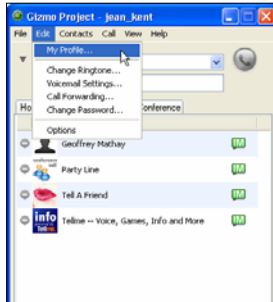 Gizmo Project - jean_kent
File Edit Contacts Call View Help
My Profile...
Change Ringtone...
Voicemail Settings...
Call Forwarding...
Change Password...
Options
Ho
Conference
Geoffrey Mathay
Party Line
Tell A Friend
info
Tellme -- Voice, Games, Info and More